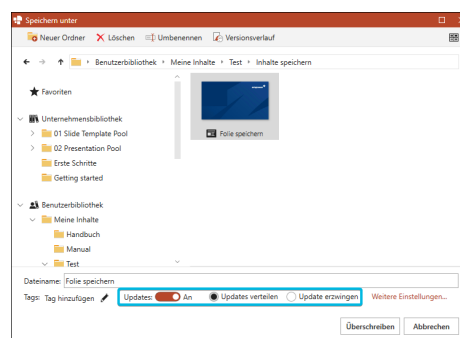 Speichern unter
Neuer Ordner Löschen Umbenennen Versionsverlauf
Benutzerbibliothek Meine Inhalte Test Inhalte speichern
Favoriten
Unternehmensbibliothek
01 Slide Template Pool
02 Presentation Pool
Erste Schritte
Getting started
Benutzerbibliothek
Meine Inhalte
Handbuch
Manual
Test
Folie speichern
Dateiname: Folie speichern
Tags: Tag hinzufügen Updates: An Updates verteilen Update erzwingen Weitere Einstellungen...
Überschreiben Abbrechen